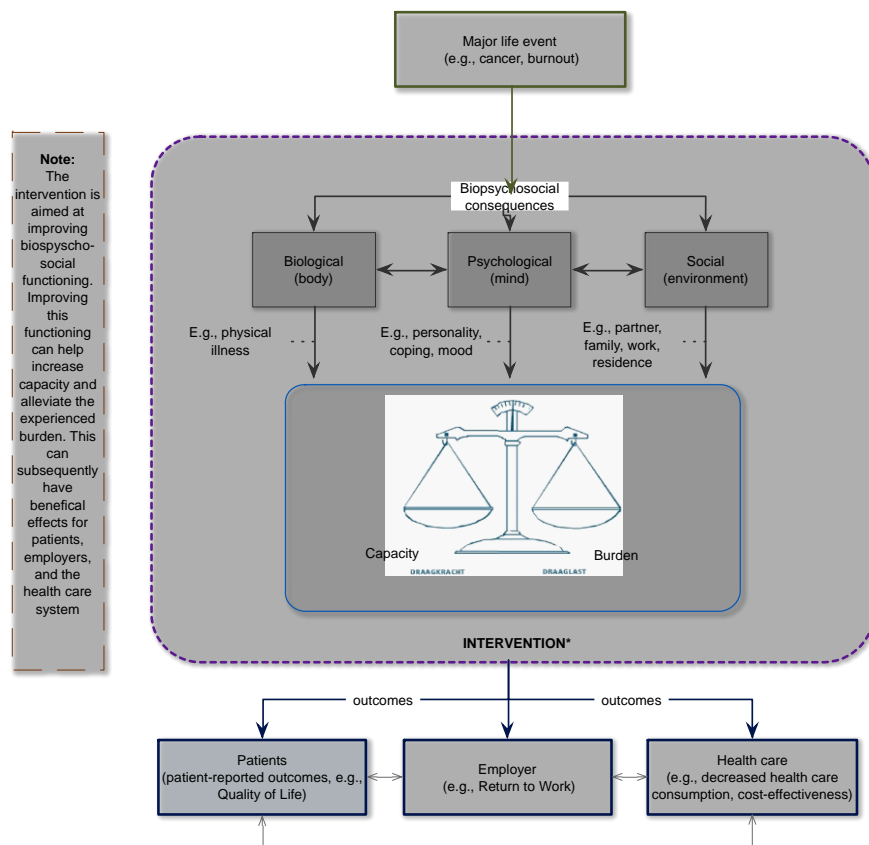 Major life event
(e.g., cancer, burnout)
Note:
The
intervention is
aimed at
improving
biospyscho-
social
functioning.
Improving
this
functioning
can help
increase
capacity and
alleviate the
experienced
burden. This
can
subsequently
have
benefical
effects for
patients,
employers,
and the
health care
system
Biopsychosocial
consequences
Biological
(body)
Psychological
(mind)
Social
(environment)
E.g., physical
illness
E.g., personality,
coping, mood
E.g., partner,
family, work,
residence
Capacity
Burden
DRAAGKRACHT
DRAAGLAST
INTERVENTION*
outcomes
outcomes
Patients
(patient-reported outcomes, e.g.,
Quality of Life)
Employer
(e.g., Return to Work)
Health care
(e.g., decreased health care
consumption, cost-effectiveness)